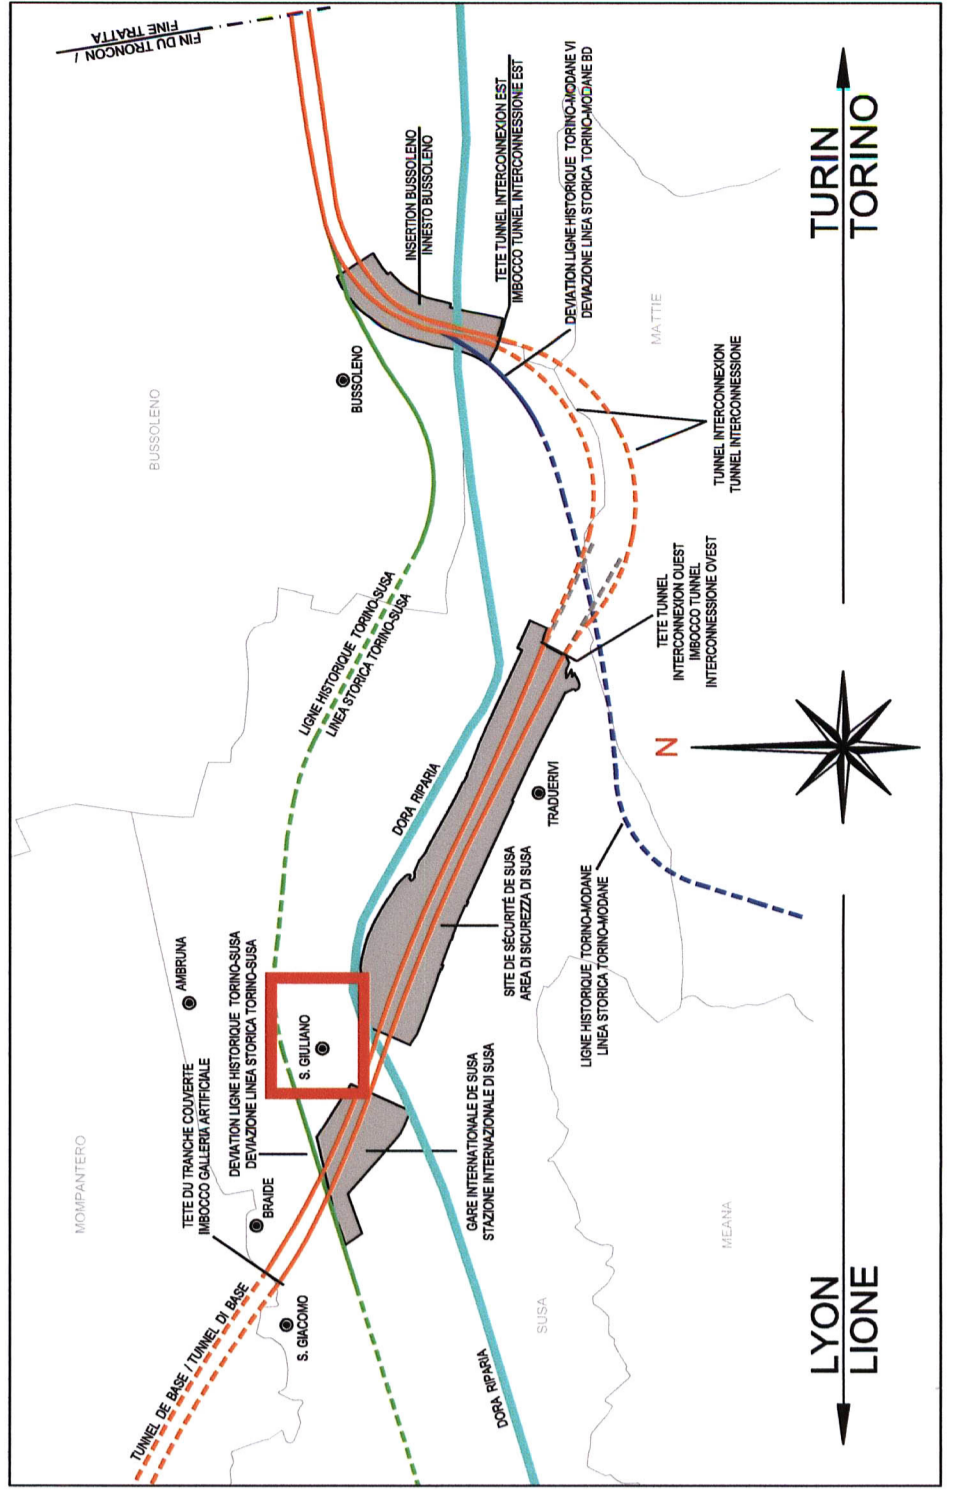 FIN DU TRONCON /
FINE TRATTA
MOMPANTERO
BUSSOLENO
TUNNEL DE BASE / TUNNEL DI BASE
TETE DU TRANCHE COUVERTE
IMBOCCO GALLERIA ARTIFICIALE
AMBRUNA
DEVIATION LIGNE HISTORIQUE TORINO-SUSA
DEVIAZIONE LINEA STORICA TORINO-SUSA
BRAIDE
S. GIACOMO
S. GIULIANO
LIGNE HISTORIQUE TORINO-SUSA
LINEA STORICA TORINO-SUSA
BUSSOLENO
INSERTION BUSSOLENO
INNESTO BUSSOLENO
DORA RIPARIA
DORA RIPARIA
GARE INTERNATIONALE DE SUSA
STAZIONE INTERNAZIONALE DI SUSA
SITE DE SÉCURITÉ DE SUSA
AREA DI SICUREZZA DI SUSA
TRADUERIVI
TETE TUNNEL INTERCONNEXION EST
IMBOCCO TUNNEL INTERCONNESSIONE EST
DEVIATION LIGNE HISTORIQUE TORINO-MODANE VI
DEVIAZIONE LINEA STORICA TORINO-MODANE BD
SUSA
LIGNE HISTORIQUE TORINO-MODANE
LINEA STORICA TORINO-MODANE
TETE TUNNEL
INTERCONNEXION OUEST
IMBOCCO TUNNEL
INTERCONNESSIONE OVEST
MATTIE
TUNNEL INTERCONNEXION
TUNNEL INTERCONNESSIONE
MEANA
N
LYON
LIONE
TURIN
TORINO